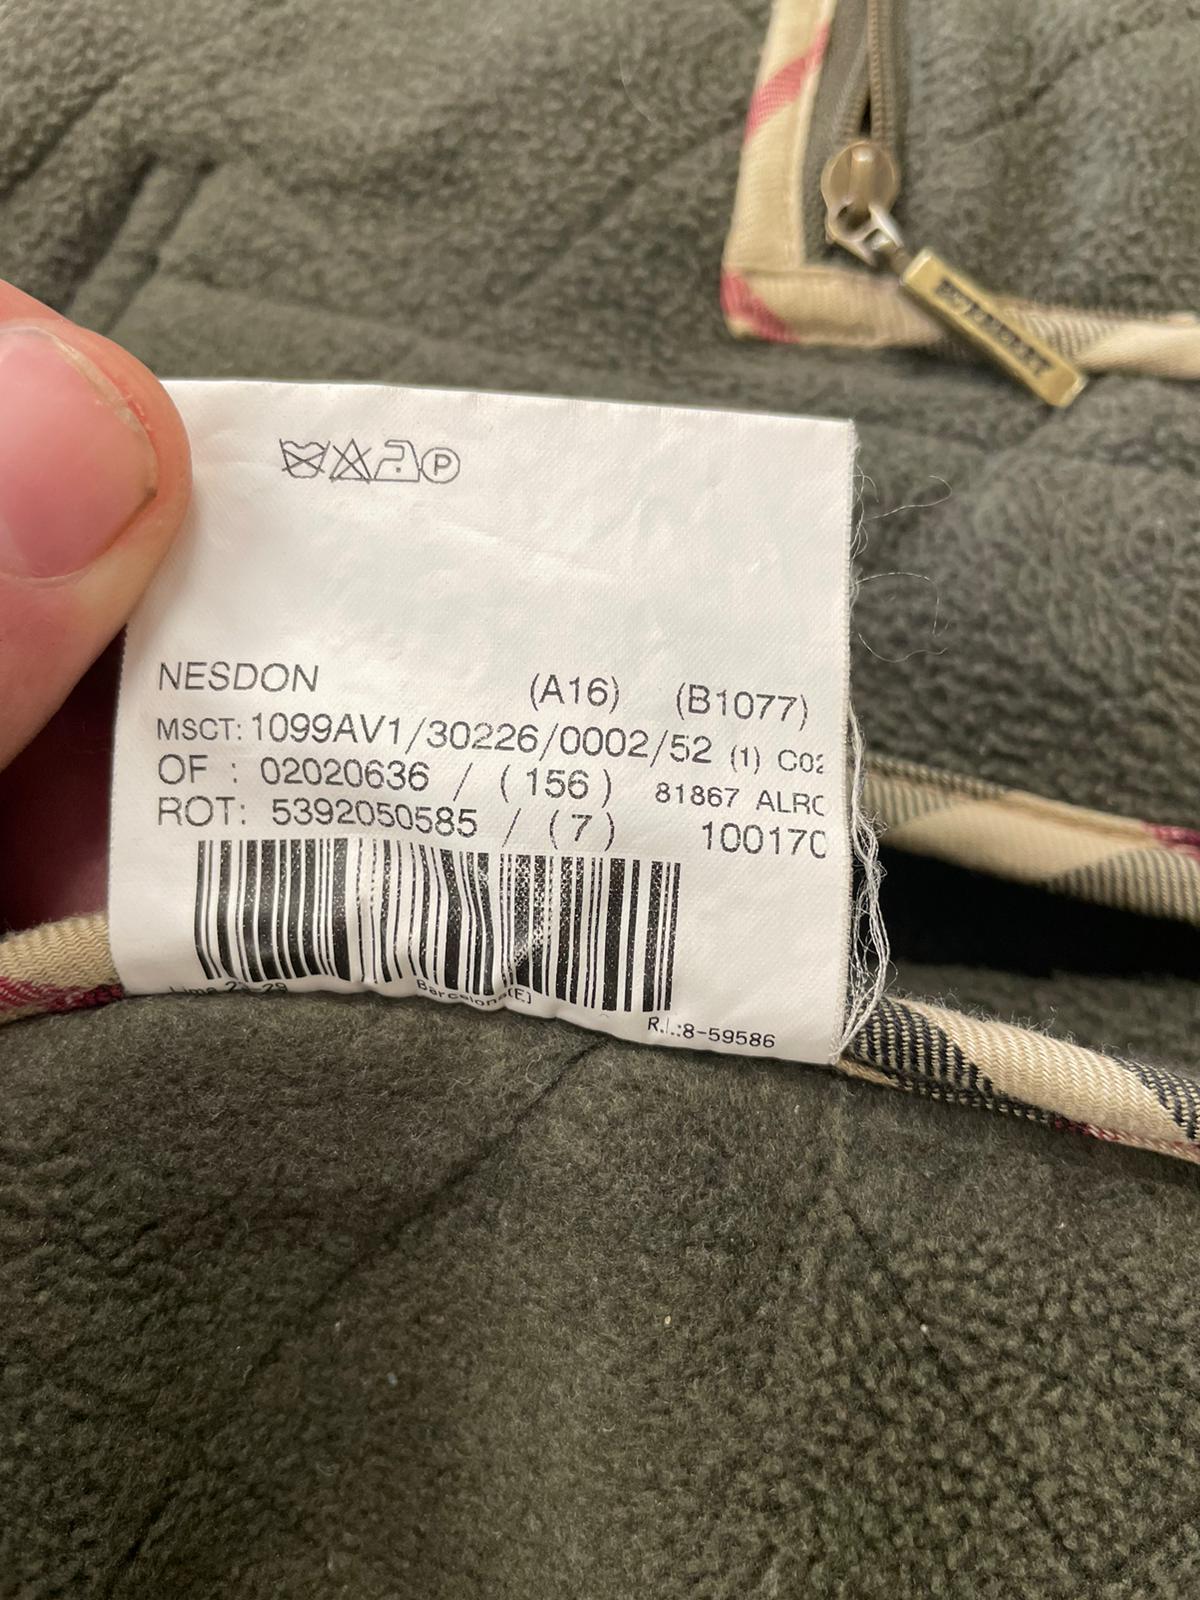 P
NESDON (A16) (B1077)
MSCT: 1099AV1/30226/0002/52 (1) C02
OF : 02020636 / (156) 81867 ALRC
ROT: 5392050585 / (7) 100170
Barcelona(E)
R.I.:8-59586